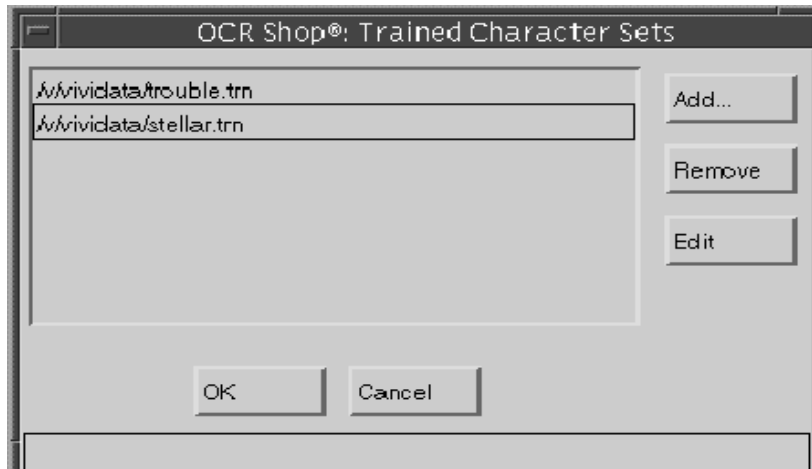 OCR Shop®: Trained Character Sets
/v/vividata/trouble.trn
/v/vividata/stellar.trn
Add...
Remove
Edit
OK
Cancel